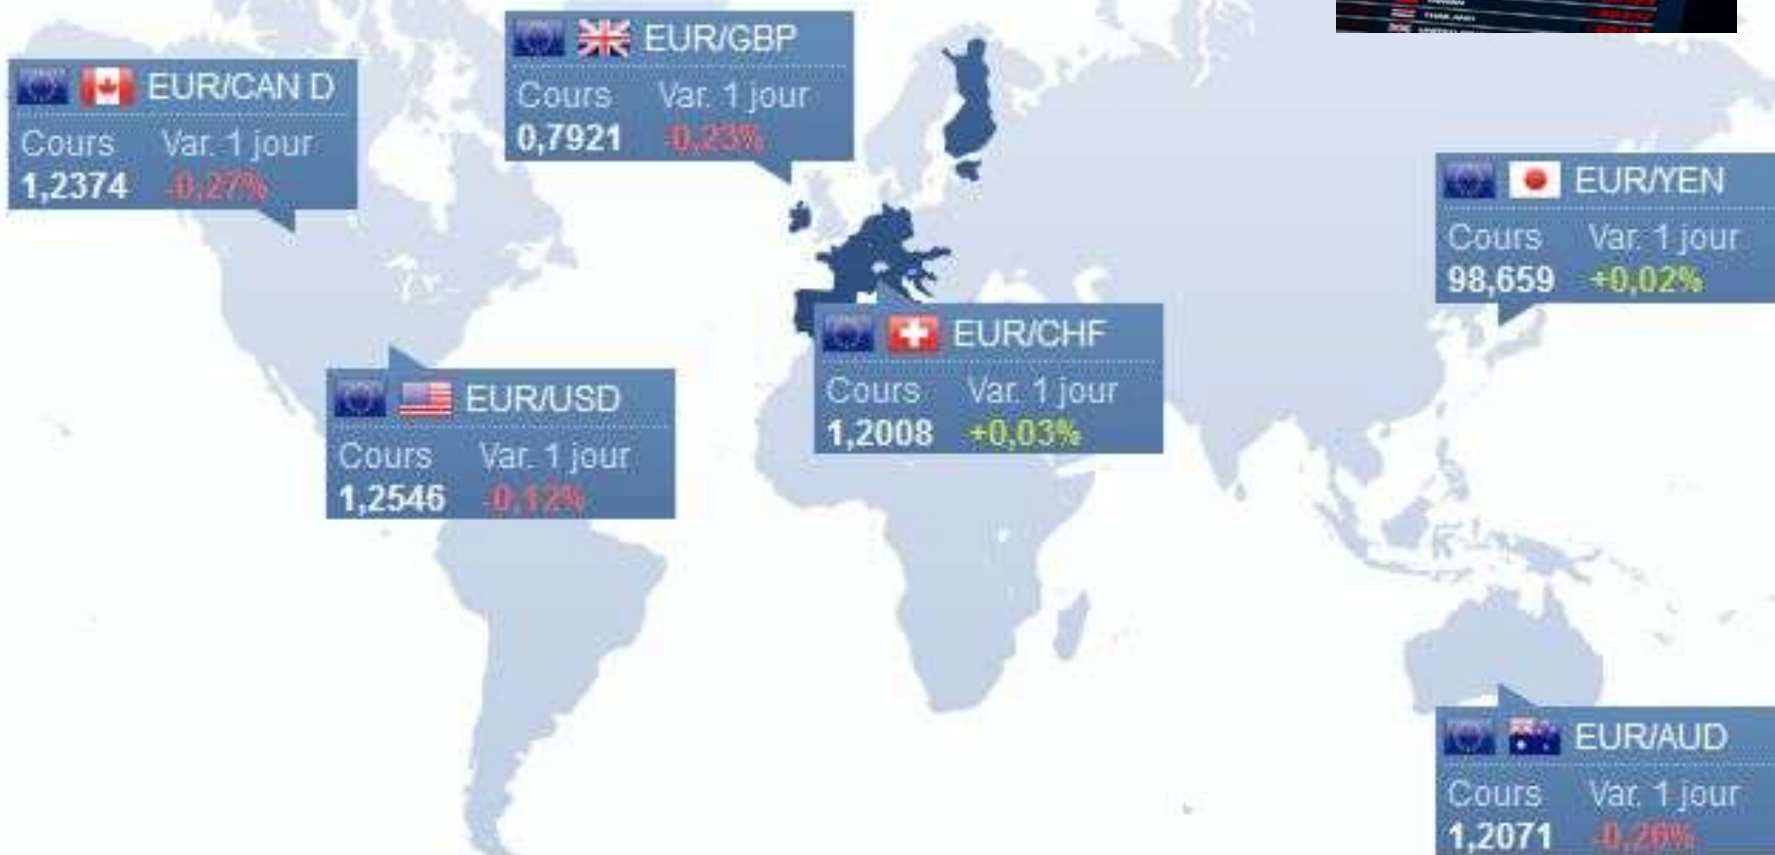 EUR/CAN D
Cours Var. 1 jour
1,2374 -0,27%
EUR/GBP
Cours Var. 1 jour
0,7921 -0,23%
EUR/YEN
Cours Var. 1 jour
98,659 +0,02%
EUR/CHF
Cours Var. 1 jour
1,2008 +0,03%
EUR/USD
Cours Var. 1 jour
1,2546 -0,12%
EUR/AUD
Cours Var. 1 jour
1,2071
THAILAND